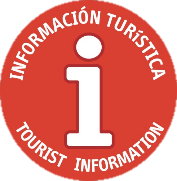 INFORMACIÓN TURíSTICA
i
TOURIST INFORMATION